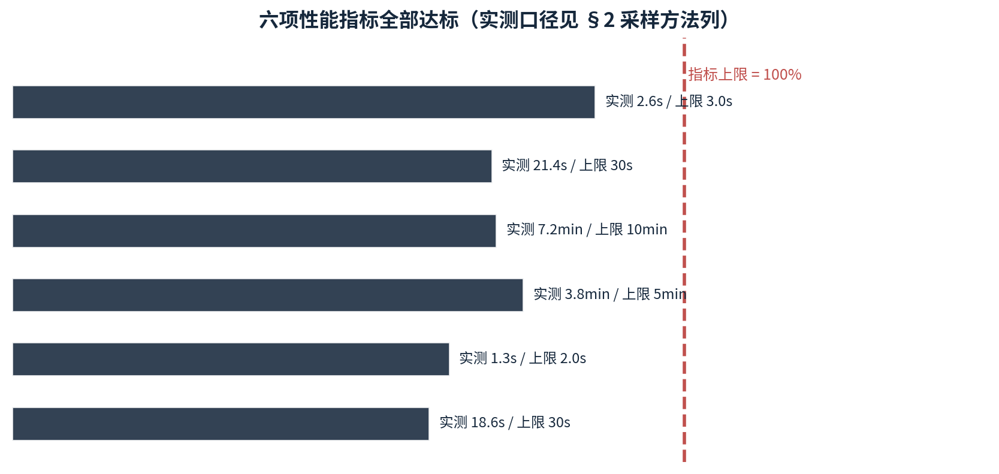 六项性能指标全部达标（实测口径见 §2 采样方法列）
指标上限 = 100%
实测 2.6s / 上限 3.0s
实测 21.4s / 上限 30s
实测 7.2min / 上限 10min
实测 3.8min / 上限 5min
实测 1.3s / 上限 2.0s
实测 18.6s / 上限 30s